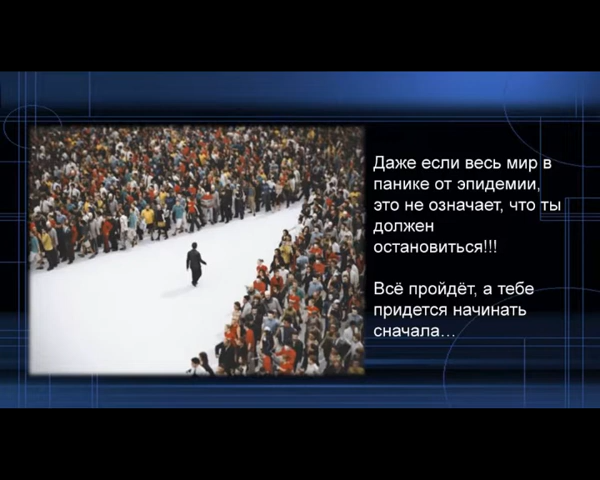 Даже если весь мир в
панике от эпидемии,
это не означает, что ты
должен
остановиться!!!
Всё пройдёт, а тебе
придется начинать
сначала…